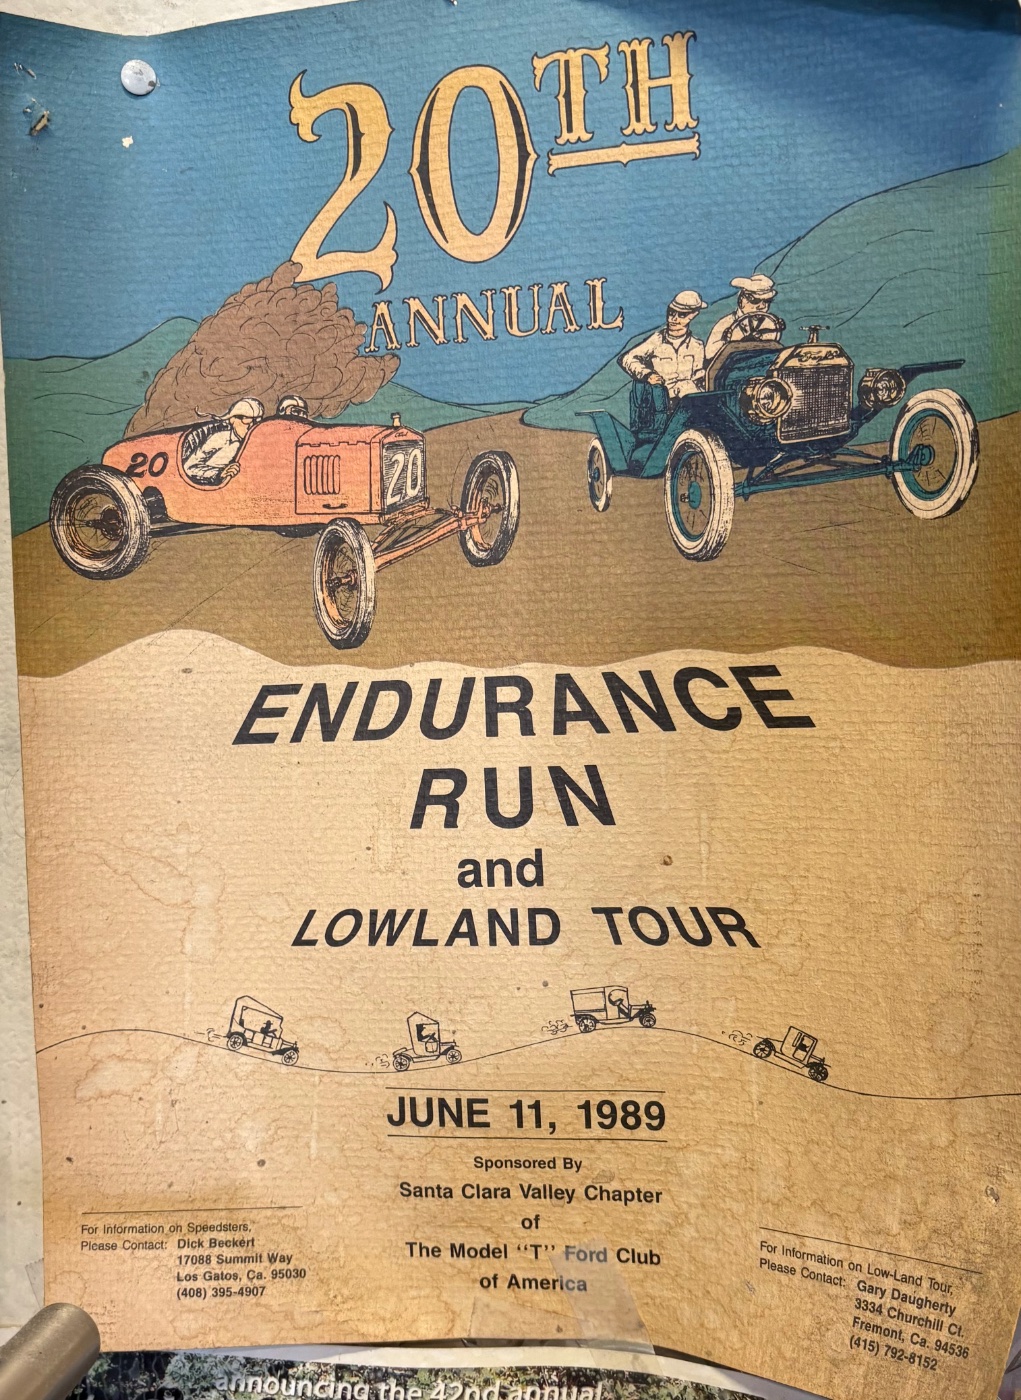 20TH
ANNUAL
20
20
ENDURANCE
RUN
and
LOWLAND TOUR
JUNE 11, 1989
Sponsored By
Santa Clara Valley Chapter
of
The Model "T" Ford Club
of America
For Information on Speedsters,
Please Contact: Dick Beckert
17088 Summit Way
Los Gatos, Ca. 95030
(408) 395-4907
For Information on Low-Land Tour,
Please Contact: Gary Daugherty
3334 Churchill Ct.
Fremont, Ca. 94536
(415) 792-8152
announcing the 42nd annual